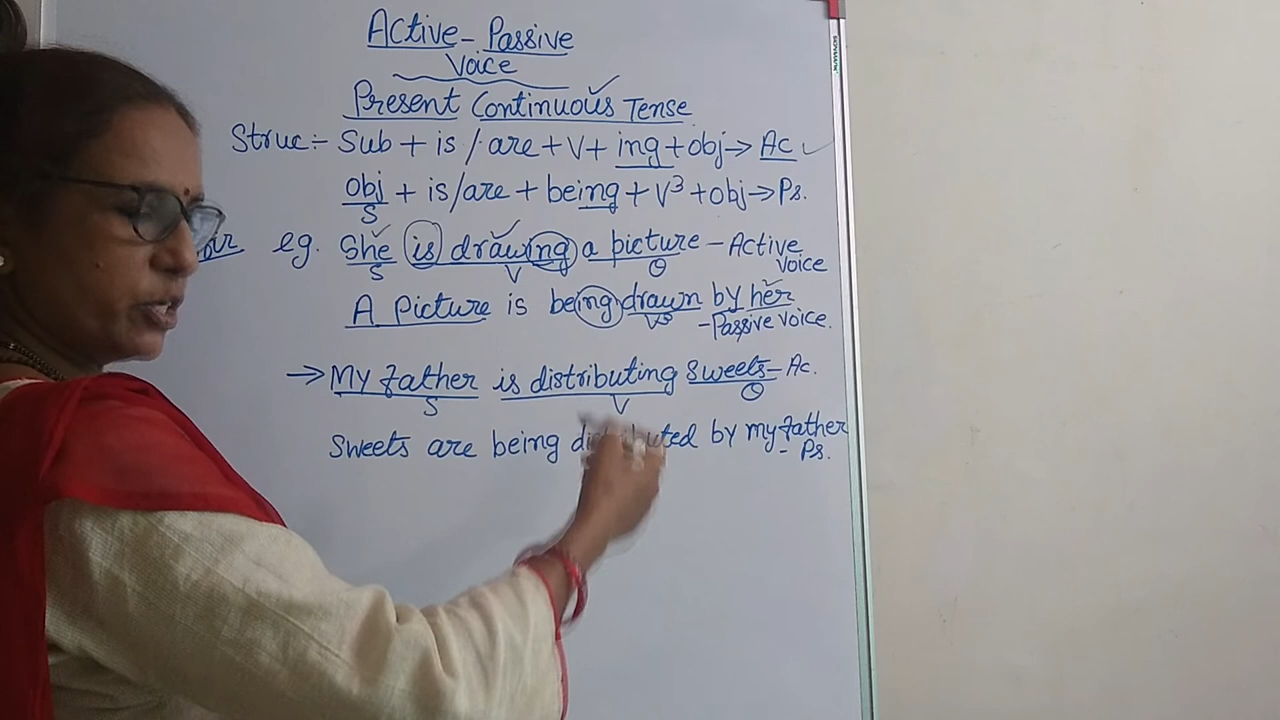 Active - Passive
Voice
Present Continuous Tense
Struc:- Sub + is / are + V + ing + obj → Ac
obj + is/are + being + V³ + obj → Ps.
S
eg. She is drawing a picture - Active
S V O Voice
A Picture is being drawn by her
V³ - Passive voice.
→ My father is distributing sweets - Ac.
S V O
Sweets are being distributed by my father
- Ps.